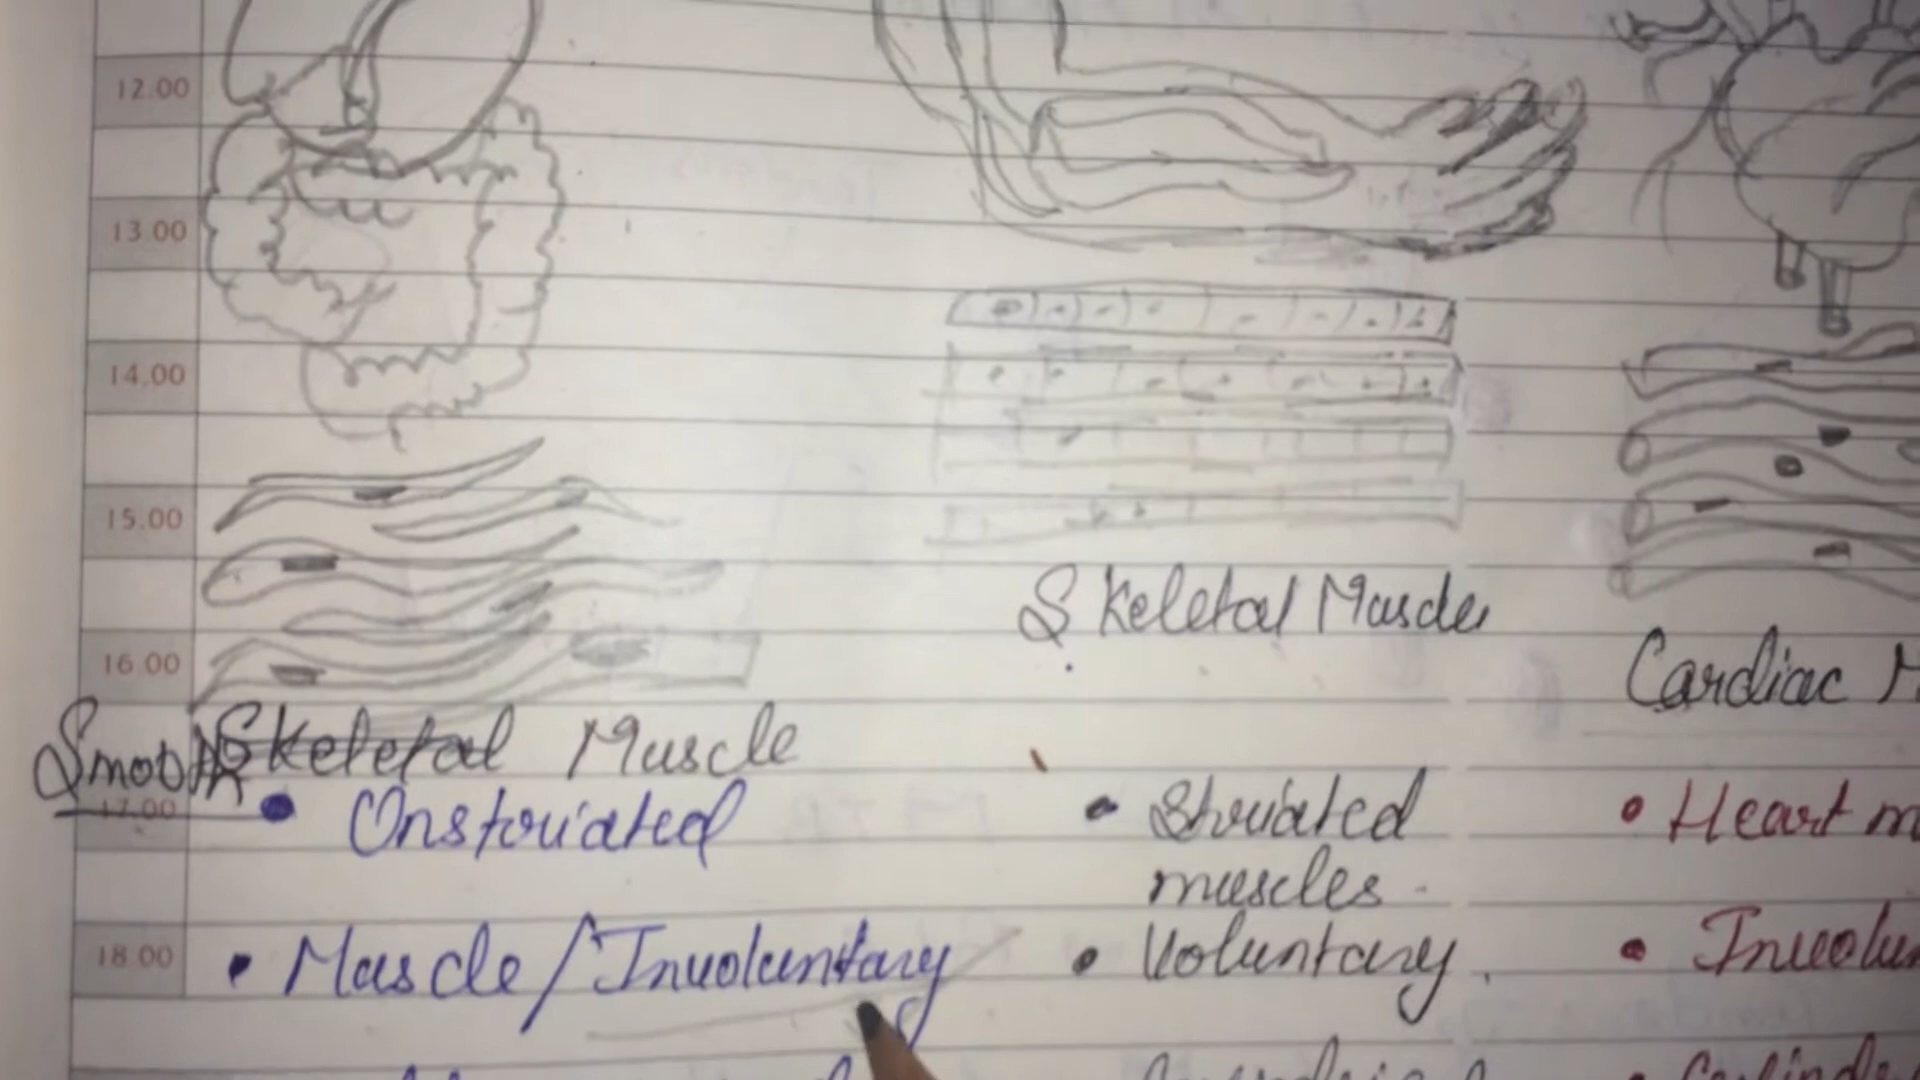 12.00
13.00
14.00
15.00
16.00
17.00
18.00
Skeletal Muscle
Cardiac M
Smooth Skeletal Muscle
• Unstriated
• Striated
muscles.
• Heart m
• Muscle/Involuntary
• Voluntary.
• Involun